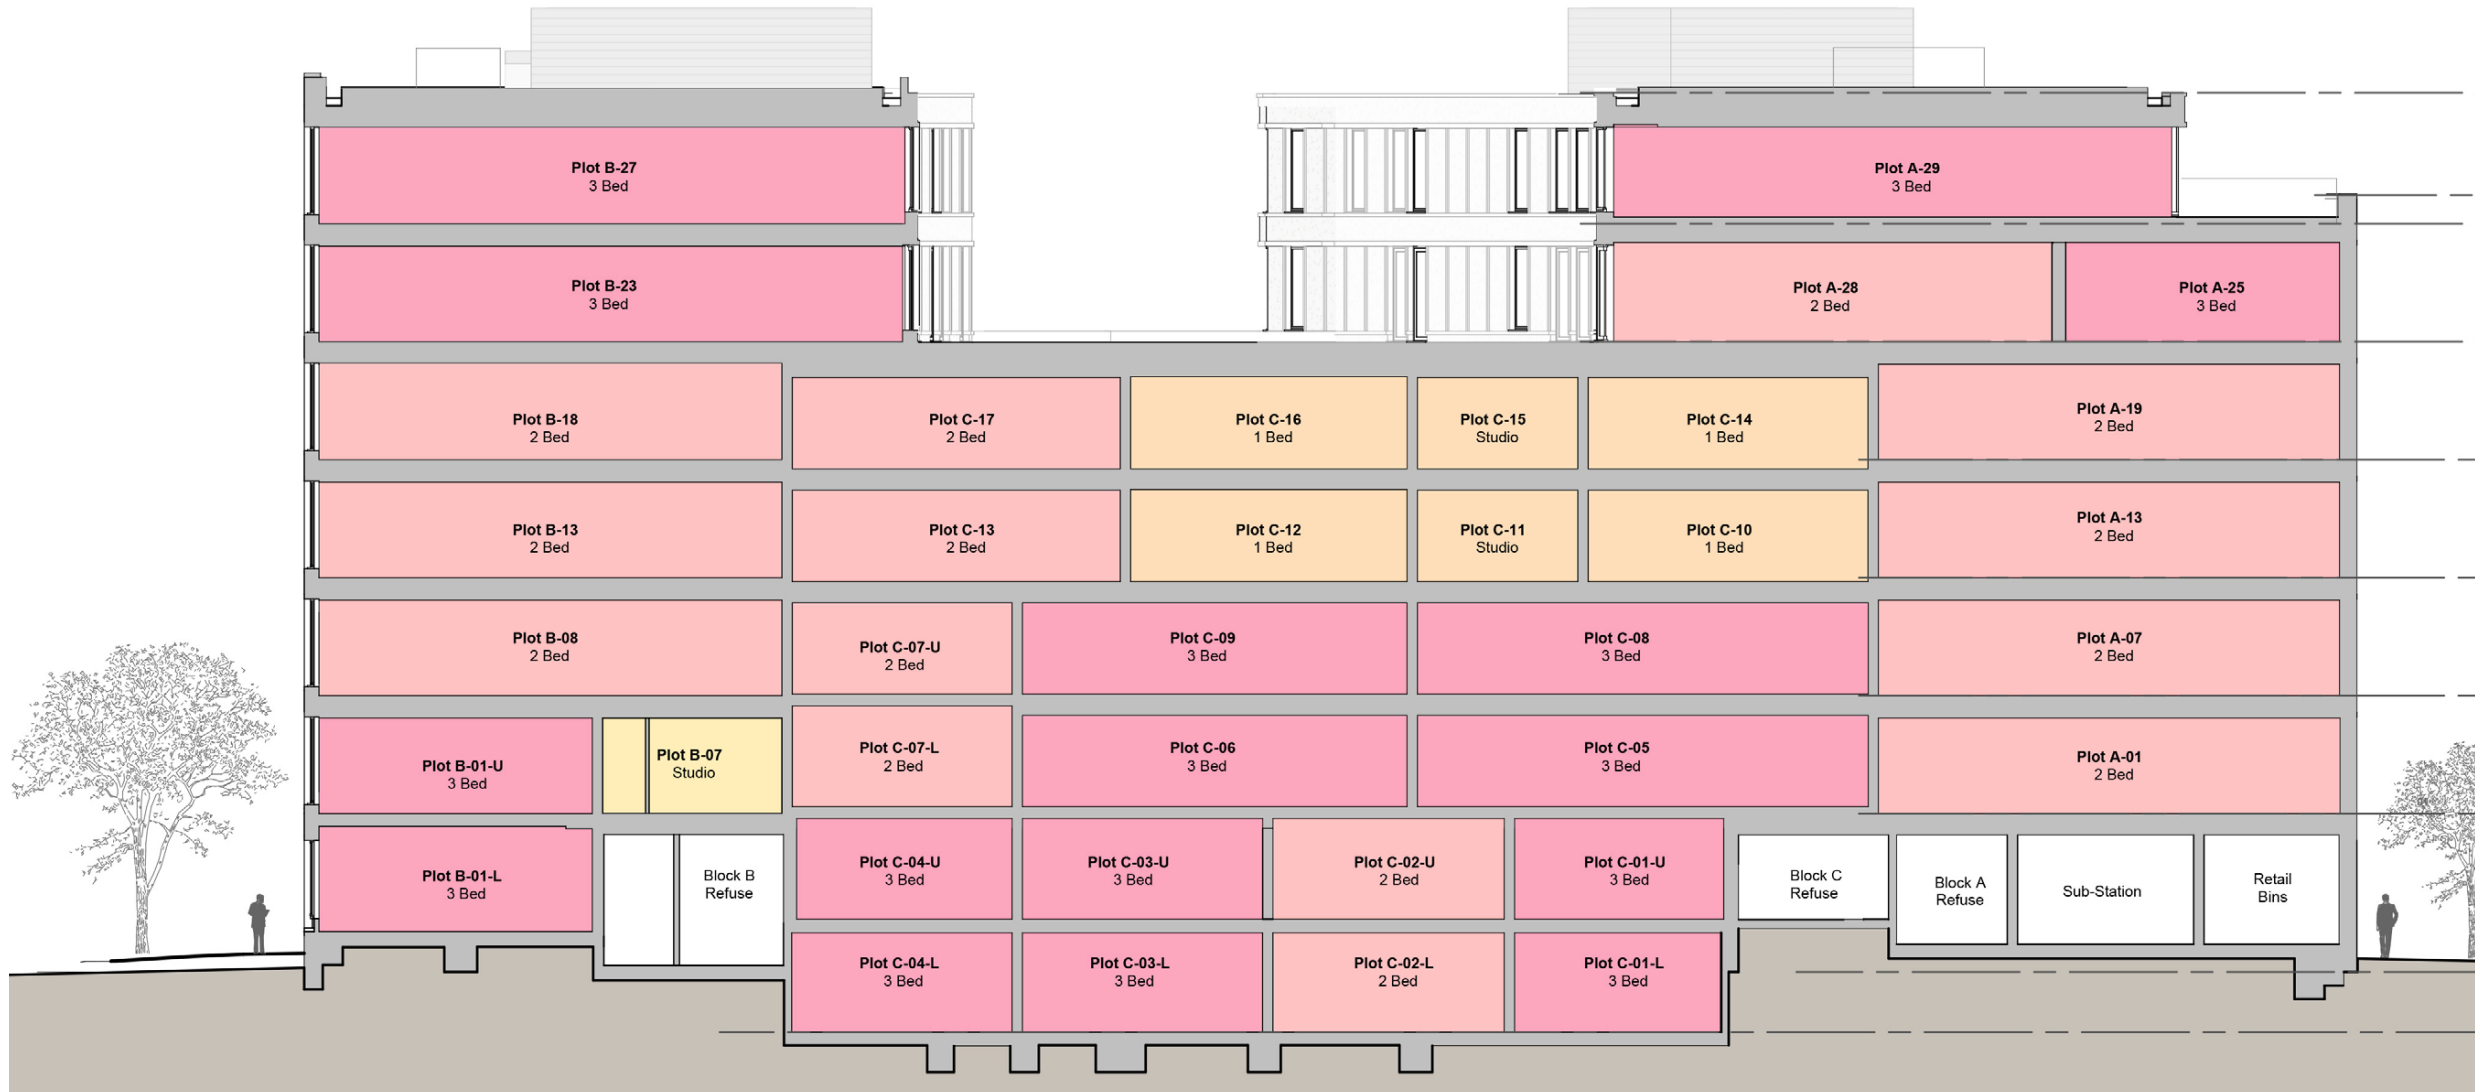 Plot B-27
3 Bed
Plot A-29
3 Bed
Plot B-23
3 Bed
Plot A-28
2 Bed
Plot A-25
3 Bed
Plot B-18
2 Bed
Plot C-17
2 Bed
Plot C-16
1 Bed
Plot C-15
Studio
Plot C-14
1 Bed
Plot A-19
2 Bed
Plot B-13
2 Bed
Plot C-13
2 Bed
Plot C-12
1 Bed
Plot C-11
Studio
Plot C-10
1 Bed
Plot A-13
2 Bed
Plot B-08
2 Bed
Plot C-07-U
2 Bed
Plot C-09
3 Bed
Plot C-08
3 Bed
Plot A-07
2 Bed
Plot B-01-U
3 Bed
Plot B-07
Studio
Plot C-07-L
2 Bed
Plot C-06
3 Bed
Plot C-05
3 Bed
Plot A-01
2 Bed
Plot B-01-L
3 Bed
Block B
Refuse
Plot C-04-U
3 Bed
Plot C-03-U
3 Bed
Plot C-02-U
2 Bed
Plot C-01-U
3 Bed
Block C
Refuse
Block A
Refuse
Sub-Station
Retail
Bins
Plot C-04-L
3 Bed
Plot C-03-L
3 Bed
Plot C-02-L
2 Bed
Plot C-01-L
3 Bed